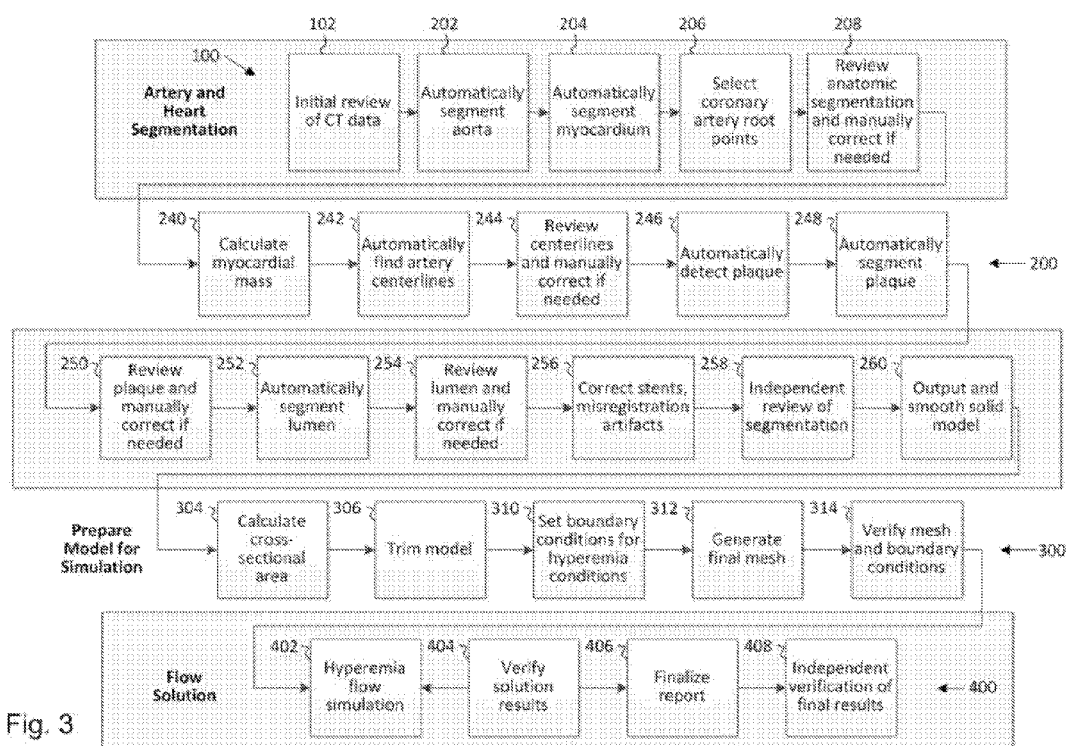 102
202
204
206
208
100
Artery and
Heart
Segmentation
Initial review
of CT data
Automatically
segment
aorta
Automatically
segment
myocardium
Select
coronary
artery root
points
Review
anatomic
segmentation
and manually
correct if
needed
240
Calculate
myocardial
mass
242
Automatically
find artery
centerlines
244
Review
centerlines
and manually
correct if
needed
246
Automatically
detect plaque
248
Automatically
segment
plaque
200
250
Review
plaque and
manually
correct if
needed
252
Automatically
segment
lumen
254
Review
lumen and
manually
correct if
needed
256
Correct stents,
misregistration
artifacts
258
Independent
review of
segmentation
260
Output and
smooth solid
model
Prepare
Model for
Simulation
304
Calculate
cross-
sectional
area
306
Trim model
310
Set boundary
conditions for
hyperemia
conditions
312
Generate
final mesh
314
Verify mesh
and boundary
conditions
300
Flow
Solution
402
Hyperemia
flow
simulation
404
Verify
solution
results
406
Finalize
report
408
Independent
verification of
final results
400
Fig. 3